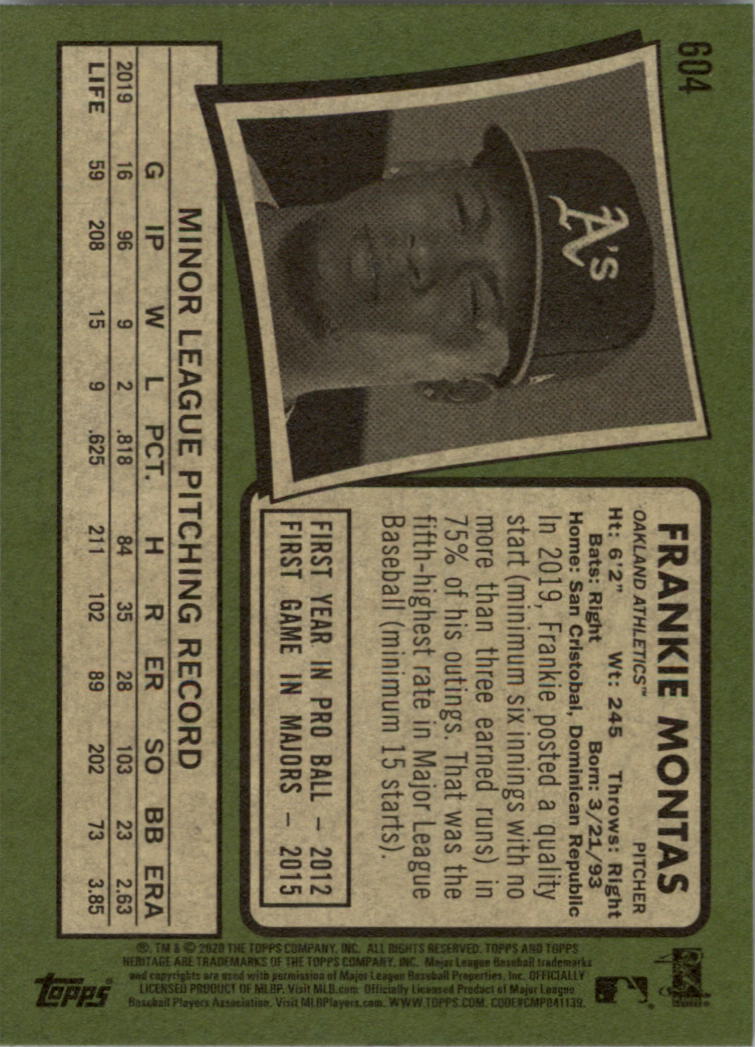 604
A's
FRANKIE MONTAS
OAKLAND ATHLETICS™ PITCHER
Ht: 6'2" Wt: 245 Throws: Right
Bats: Right Born: 3/21/93
Home: San Cristobal, Dominican Republic
In 2019, Frankie posted a quality
start (minimum six innings with no
more than three earned runs) in
75% of his outings. That was the
fifth-highest rate in Major League
Baseball (minimum 15 starts).
FIRST YEAR IN PRO BALL – 2012
FIRST GAME IN MAJORS – 2015
MINOR LEAGUE PITCHING RECORD
G IP W L PCT. H R ER SO BB ERA
2019 16 96 9 2 .818 84 35 28 103 23 2.63
LIFE 59 208 15 9 .625 211 102 89 202 73 3.85
®, TM & © 2020 THE TOPPS COMPANY, INC. ALL RIGHTS RESERVED. TOPPS AND TOPPS
HERITAGE ARE TRADEMARKS OF THE TOPPS COMPANY, INC. Major League Baseball trademarks
and copyrights are used with permission of Major League Baseball Properties, Inc. OFFICIALLY
LICENSED PRODUCT OF MLBP. Visit MLB.com. Officially Licensed Product of Major League
Baseball Players Association. Visit MLBPlayers.com. WWW.TOPPS.COM. CODE#CMP041139.
topps